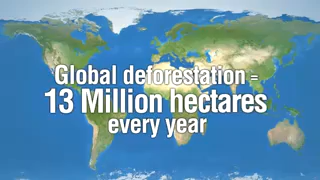 Global deforestation =
13 Million hectares
every year